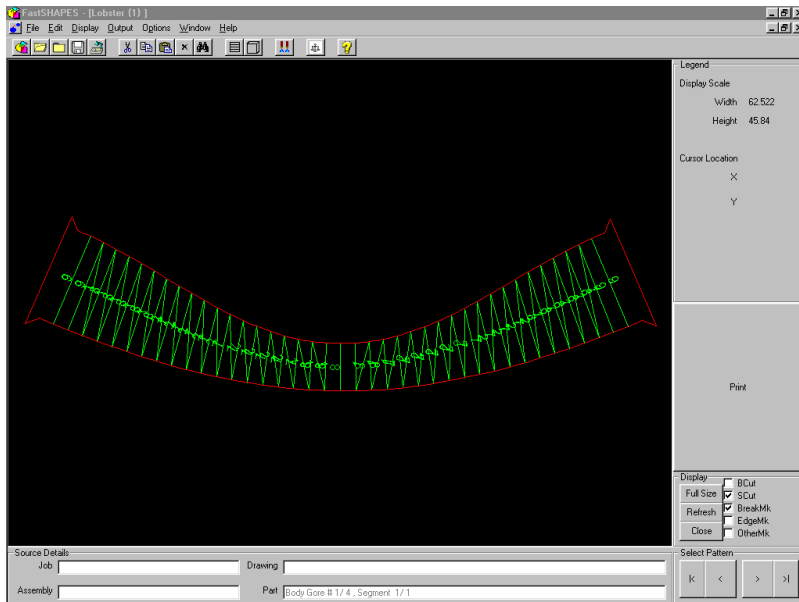 FastSHAPES - [Lobster (1) ]
File Edit Display Output Options Window Help
Legend
Display Scale
Width 62.522
Height 45.84
Cursor Location
X
Y
Print
Display
Full Size
Refresh
Close
BCut
SCut
BreakMk
EdgeMk
OtherMk
Source Details
Job
Drawing
Assembly
Part Body Gore # 1/ 4 , Segment 1/ 1
Select Pattern
|< < > >|